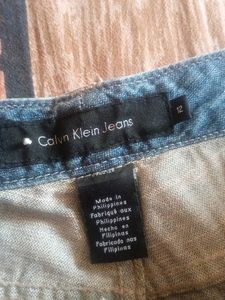 Calvin Klein Jeans
12
Made in
Philippines
Fabriqué aux
Philippines
Hecho en
Filipinas
Fabricado nas
Filipinas